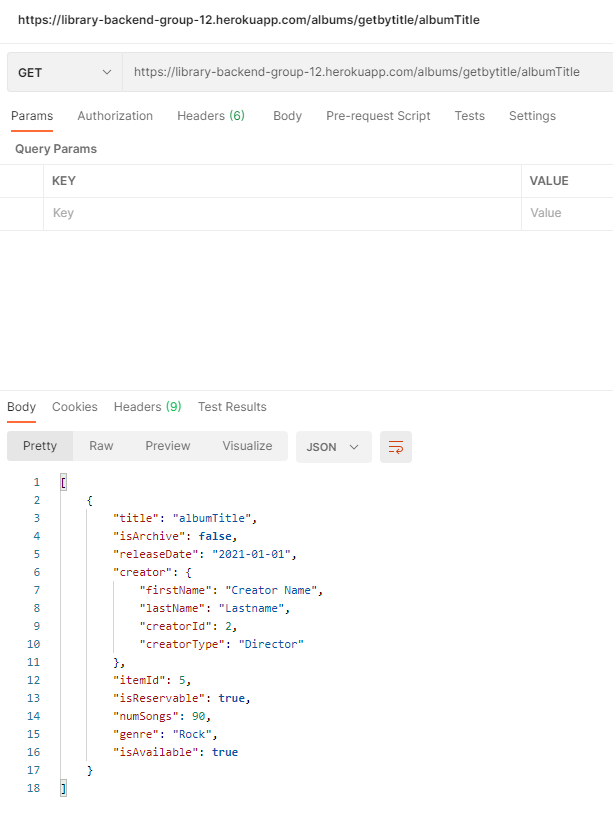 https://library-backend-group-12.herokuapp.com/albums/getbytitle/albumTitle
GET https://library-backend-group-12.herokuapp.com/albums/getbytitle/albumTitle
Params Authorization Headers (6) Body Pre-request Script Tests Settings
Query Params
KEY VALUE
Key Value
Body Cookies Headers (9) Test Results
Pretty Raw Preview Visualize JSON
1 [
2 {
3 "title": "albumTitle",
4 "isArchive": false,
5 "releaseDate": "2021-01-01",
6 "creator": {
7 "firstName": "Creator Name",
8 "lastName": "Lastname",
9 "creatorId": 2,
10 "creatorType": "Director"
11 },
12 "itemId": 5,
13 "isReservable": true,
14 "numSongs": 90,
15 "genre": "Rock",
16 "isAvailable": true
17 }
18 ]